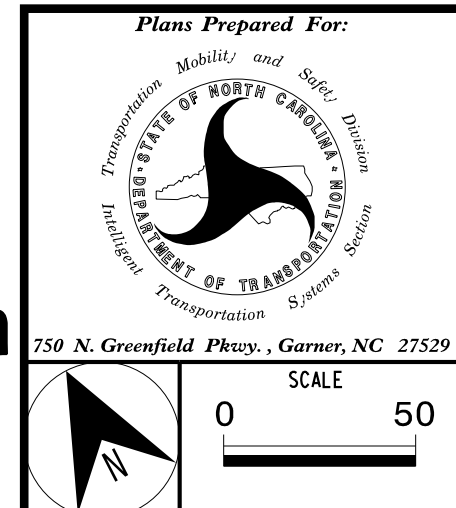 Plans Prepared For:
Transportation Mobility and Safety Division
STATE OF NORTH CAROLINA
DEPARTMENT OF TRANSPORTATION
Intelligent Transportation Systems Section
750 N. Greenfield Pkwy. , Garner, NC 27529
SCALE
0 50
N